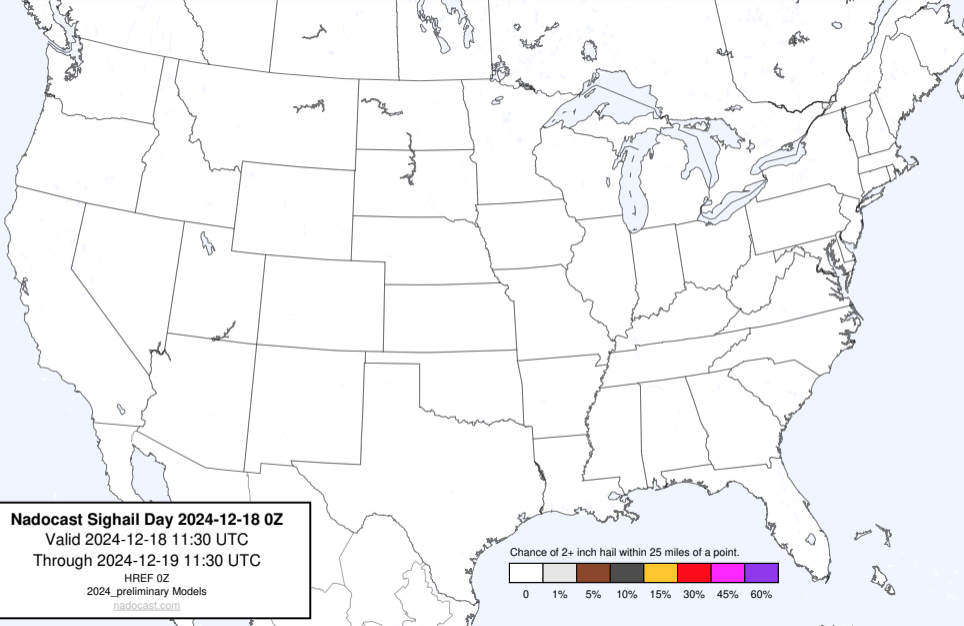 Nadocast Sighail Day 2024-12-18 0Z
Valid 2024-12-18 11:30 UTC
Through 2024-12-19 11:30 UTC
HREF 0Z
2024_preliminary Models
nadocast.com
Chance of 2+ inch hail within 25 miles of a point.
0 1% 5% 10% 15% 30% 45% 60%